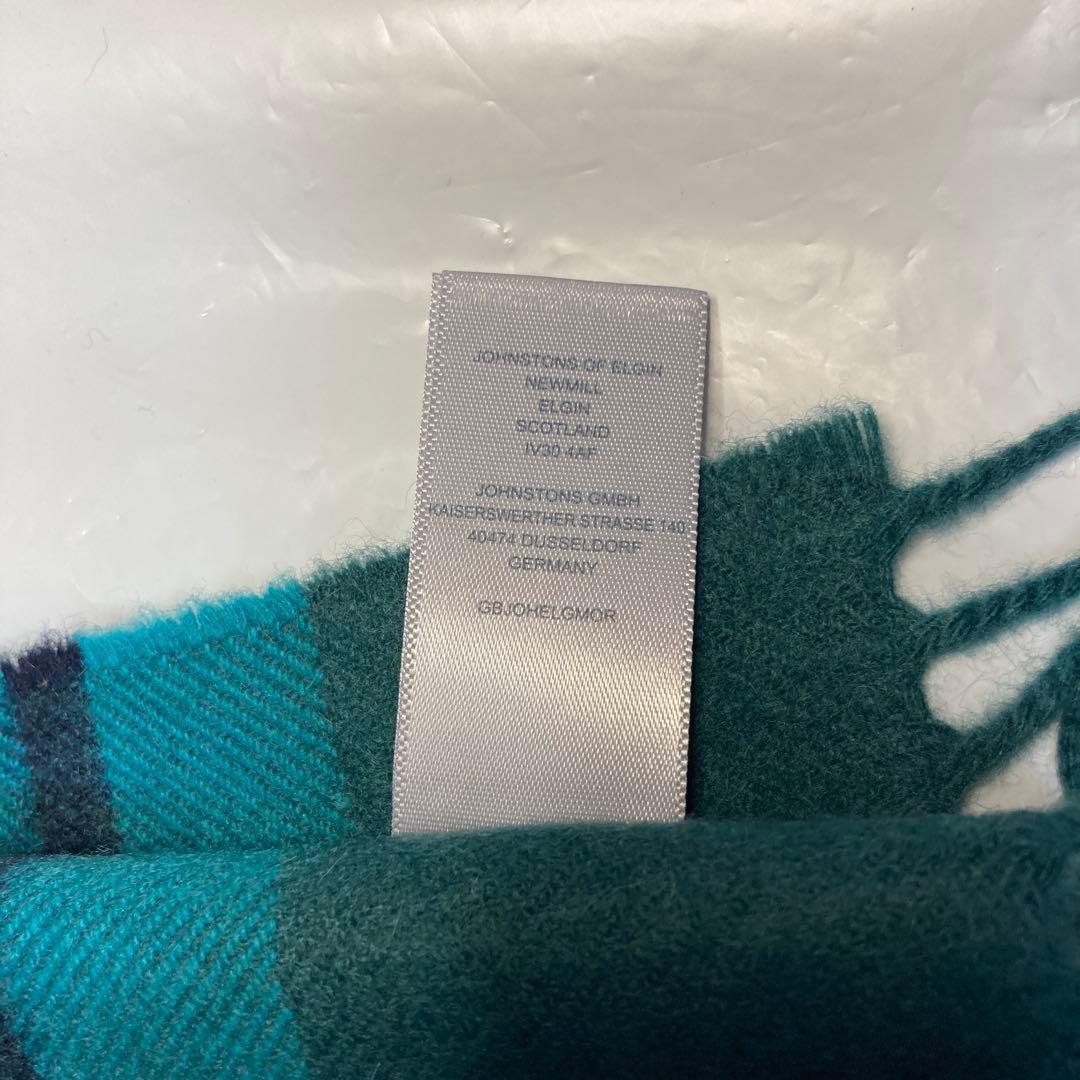 JOHNSTONS OF ELGIN
NEWMILL
ELGIN
SCOTLAND
IV30 4AF
JOHNSTONS GMBH
KAISERSWERTHER STRASSE 140
40474 DUSSELDORF
GERMANY
GBJOHELGMOR